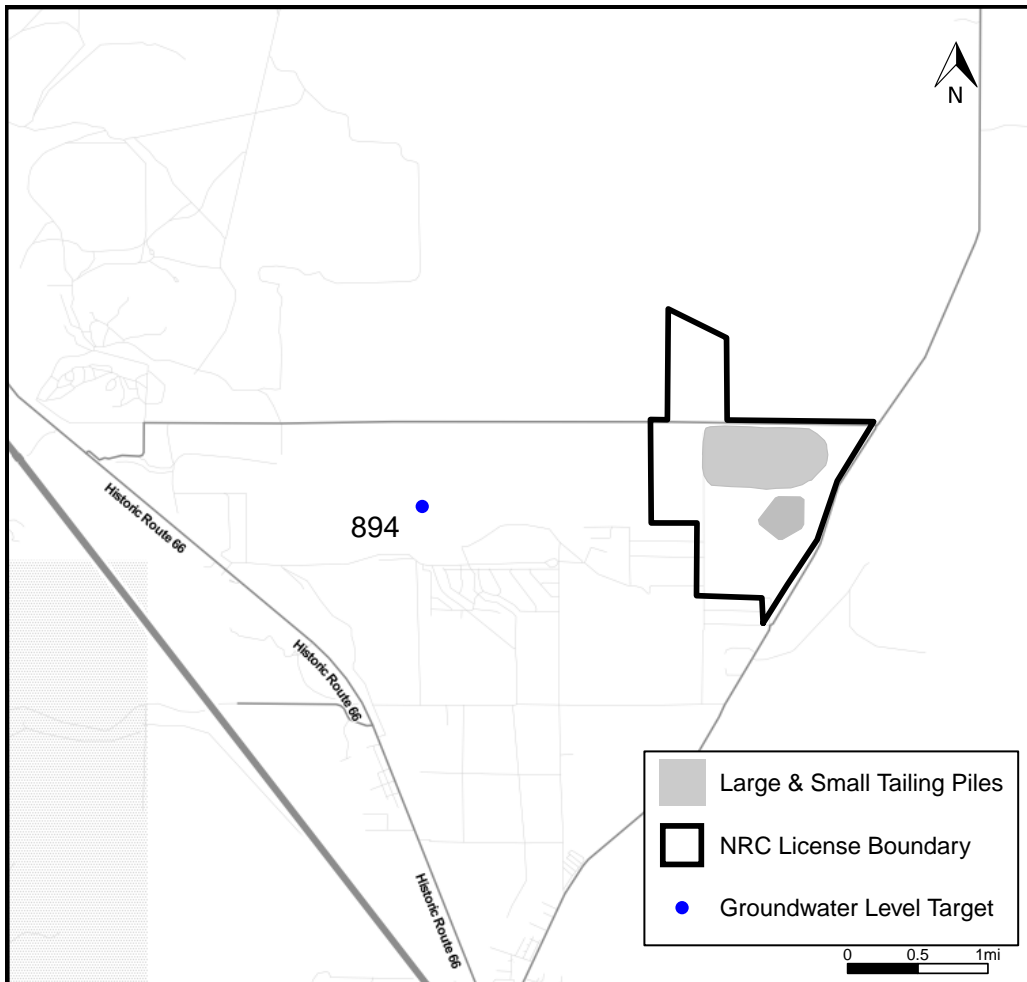 N
Historic Route 66
894
Historic Route 66
Historic Route 66
Large & Small Tailing Piles
NRC License Boundary
Groundwater Level Target
0 0.5 1mi